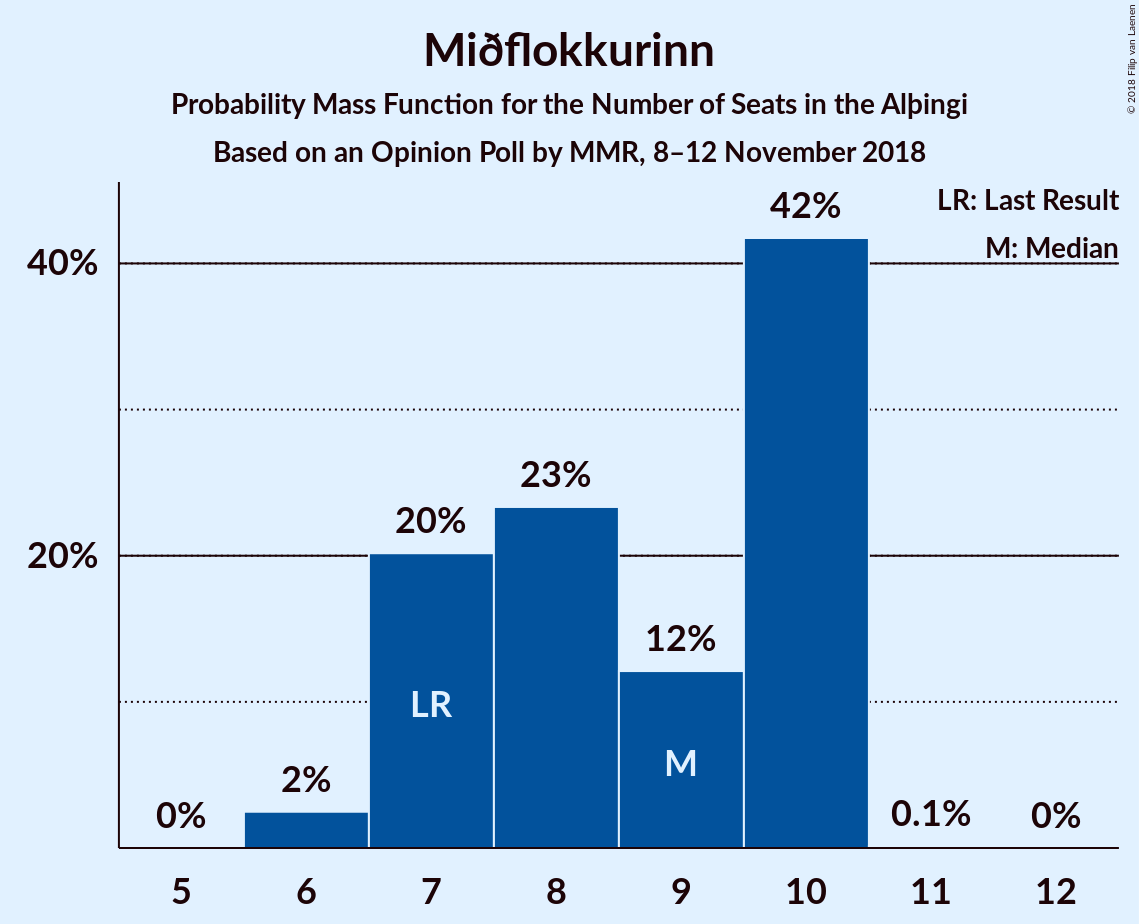 Miðflokkurinn
Probability Mass Function for the Number of Seats in the Alþingi
Based on an Opinion Poll by MMR, 8–12 November 2018
© 2018 Filip van Laenen
LR: Last Result
M: Median
40%
20%
0%
2%
20%
23%
12%
42%
0.1%
0%
LR
M
5 6 7 8 9 10 11 12